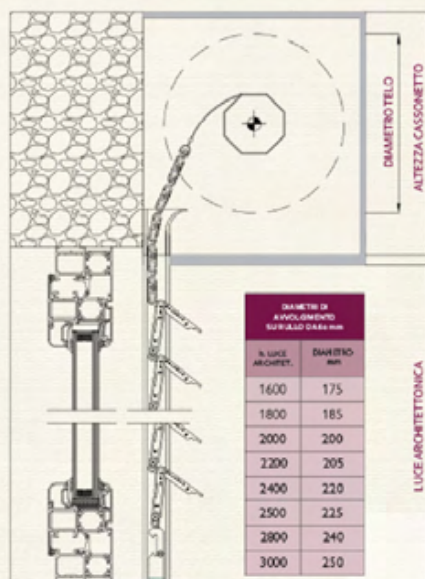 DIAMETRO TELO
ALTEZZA CASSONETTO
DIAMETRI DI
AVVOLGIMENTO
SU RULLO DA 60 mm
h. LUCE DIAMETRO
ARCHITET. mm
1600 175
1800 185
2000 200
2200 205
2400 220
2500 225
2800 240
3000 250
LUCE ARCHITETTONICA